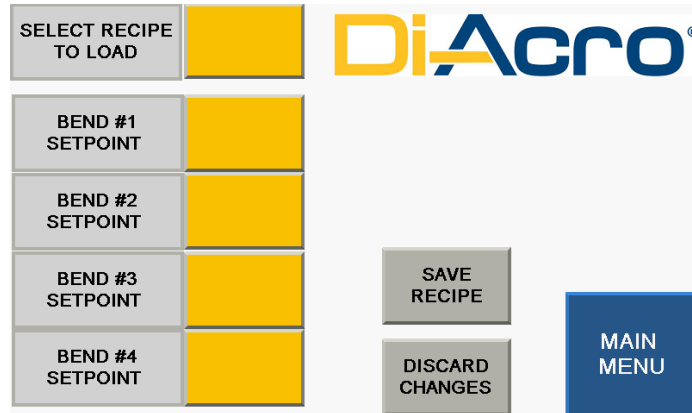 SELECT RECIPE
TO LOAD
Di-Acro®
BEND #1
SETPOINT
BEND #2
SETPOINT
BEND #3
SETPOINT
BEND #4
SETPOINT
SAVE
RECIPE
DISCARD
CHANGES
MAIN
MENU